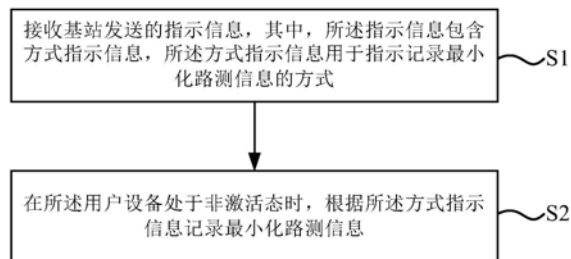 接收基站发送的指示信息，其中，所述指示信息包含
方式指示信息，所述方式指示信息用于指示记录最小
化路测信息的方式
S1
在所述用户设备处于非激活态时，根据所述方式指示
信息记录最小化路测信息
S2